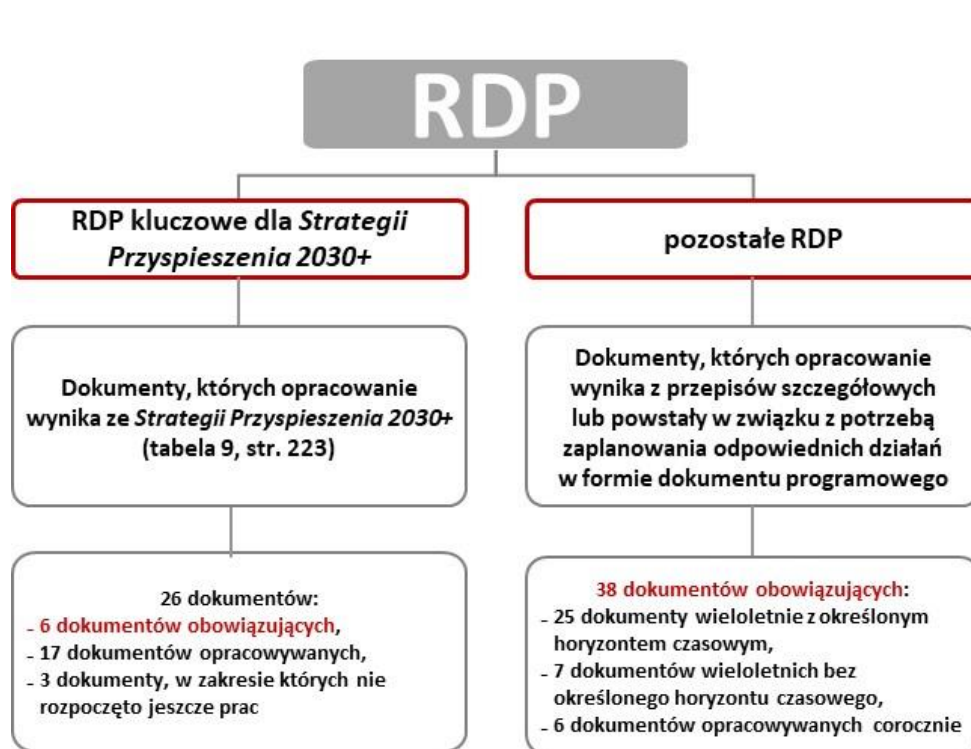 RDP
RDP kluczowe dla Strategii
Przyspieszenia 2030+
Dokumenty, których opracowanie
wynika ze Strategii Przyspieszenia 2030+
(tabela 9, str. 223)
26 dokumentów:
- 6 dokumentów obowiązujących,
- 17 dokumentów opracowywanych,
- 3 dokumenty, w zakresie których nie
rozpoczęto jeszcze prac
pozostałe RDP
Dokumenty, których opracowanie
wynika z przepisów szczegółowych
lub powstały w związku z potrzebą
zaplanowania odpowiednich działań
w formie dokumentu programowego
38 dokumentów obowiązujących:
- 25 dokumenty wieloletnie z określonym
horyzontem czasowym,
- 7 dokumentów wieloletnich bez
określonego horyzontu czasowego,
- 6 dokumentów opracowywanych corocznie